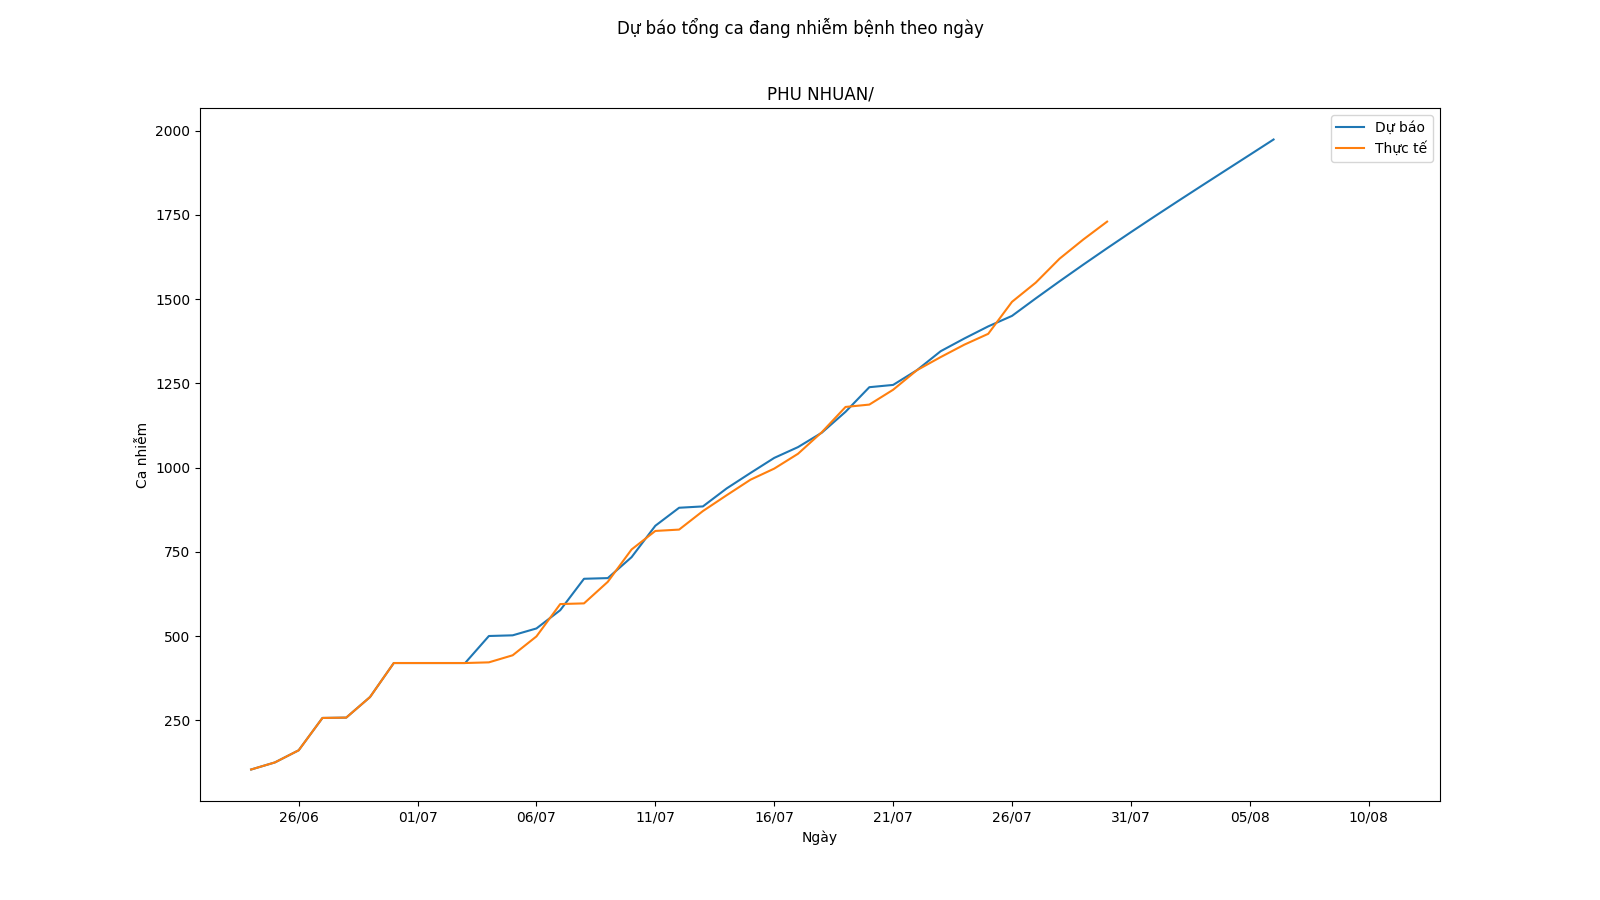 Dự báo tổng ca đang nhiễm bệnh theo ngày
PHU NHUAN/
Dự báo
Thực tế
2000
1750
1500
1250
1000
750
500
250
Ca nhiễm
26/06 01/07 06/07 11/07 16/07 21/07 26/07 31/07 05/08 10/08
Ngày